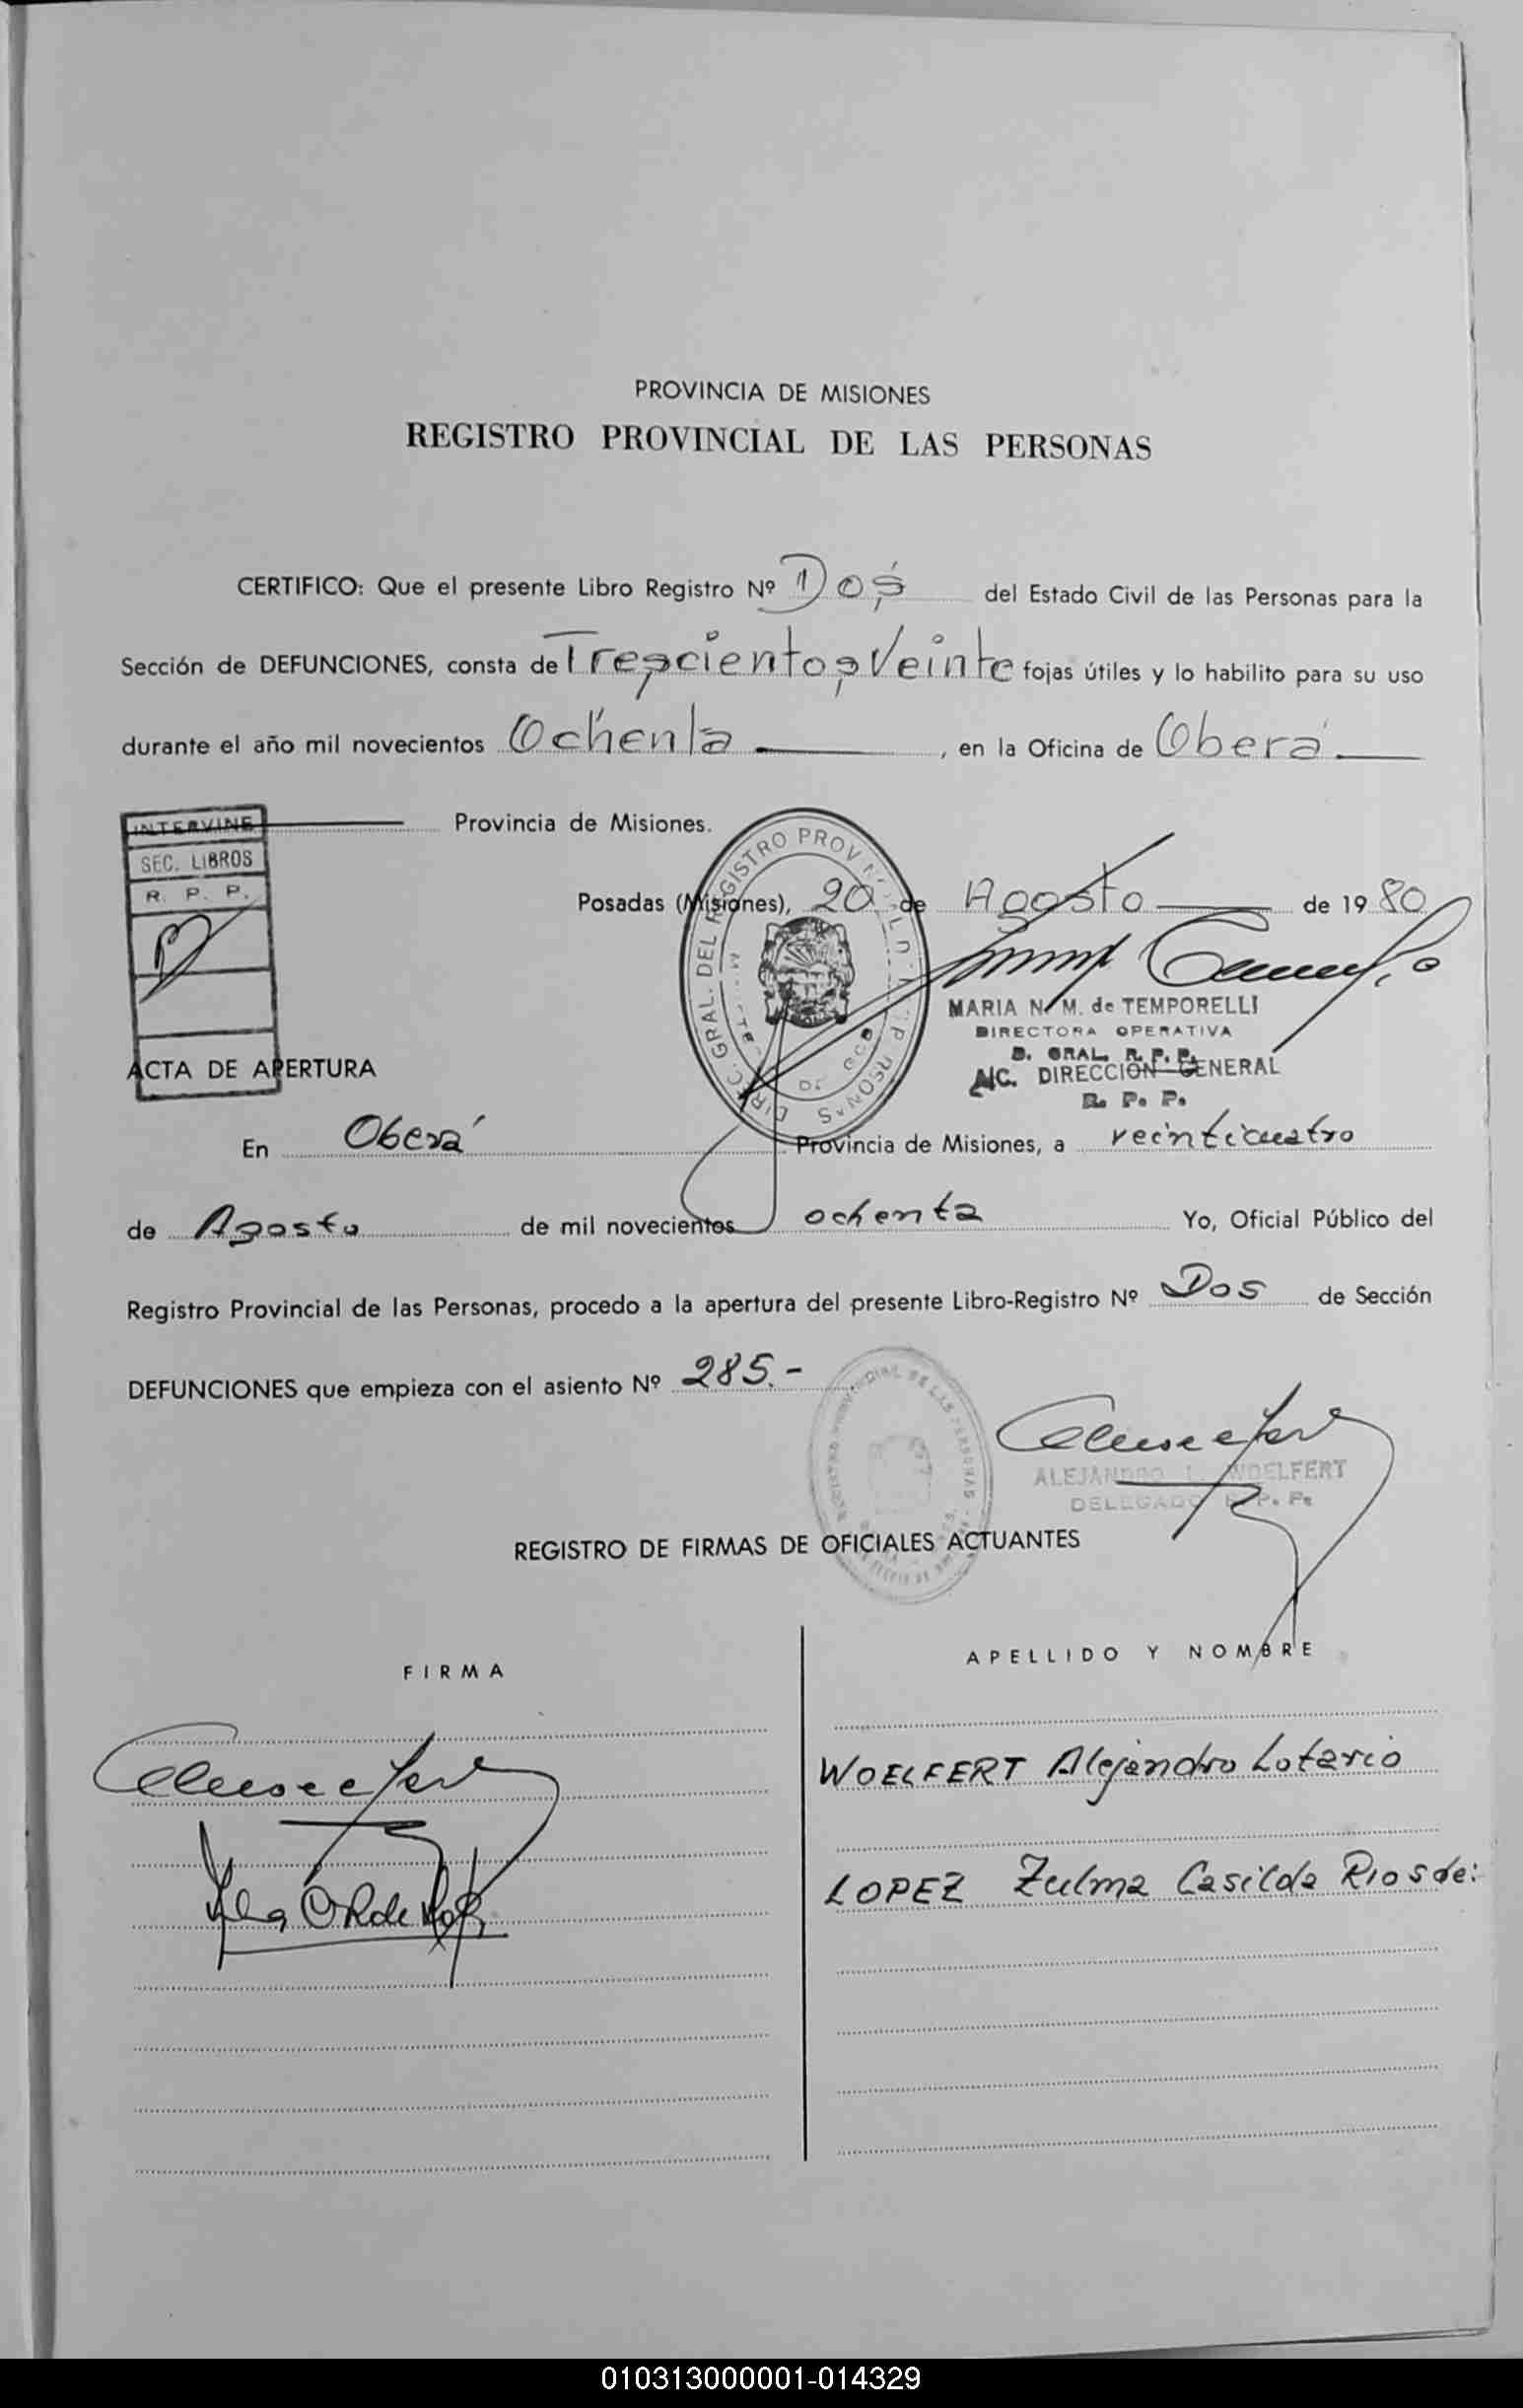 PROVINCIA DE MISIONES
REGISTRO PROVINCIAL DE LAS PERSONAS
CERTIFICO: Que el presente Libro Registro Nº Dos del Estado Civil de las Personas para la
Sección de DEFUNCIONES, consta de Trescientos Veinte fojas útiles y lo habilito para su uso
durante el año mil novecientos Ochenta, en la Oficina de Oberá
Provincia de Misiones.
INTERVINE
SEC. LIBROS
R. P. P.
DIREC. GRAL. DEL REGISTRO
Posadas (Misiones), 20 de Agosto de 1980
MARIA N. M. de TEMPORELLI
DIRECTORA OPERATIVA
D. GRAL. R. P. P.
A/C. DIRECCION GENERAL
R. P. P.
ACTA DE APERTURA
En Oberá Provincia de Misiones, a veinticuatro
de Agosto de mil novecientos ochenta Yo, Oficial Público del
Registro Provincial de las Personas, procedo a la apertura del presente Libro-Registro Nº Dos de Sección
DEFUNCIONES que empieza con el asiento Nº 285.-
ALEJANDRO L. WOELFERT
DELEGADO R. P. P.
REGISTRO DE FIRMAS DE OFICIALES ACTUANTES
FIRMA
APELLIDO Y NOMBRE
WOELFERT Alejandro Lotario
LOPEZ Zulma Casilda Rios de:
010313000001-014329